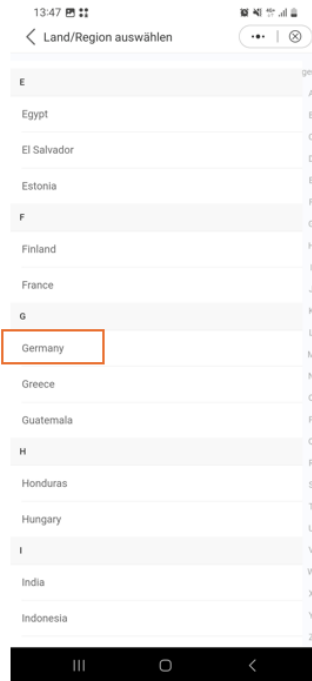 13:47
Land/Region auswählen
E
Egypt
El Salvador
Estonia
F
Finland
France
G
Germany
Greece
Guatemala
H
Honduras
Hungary
I
India
Indonesia